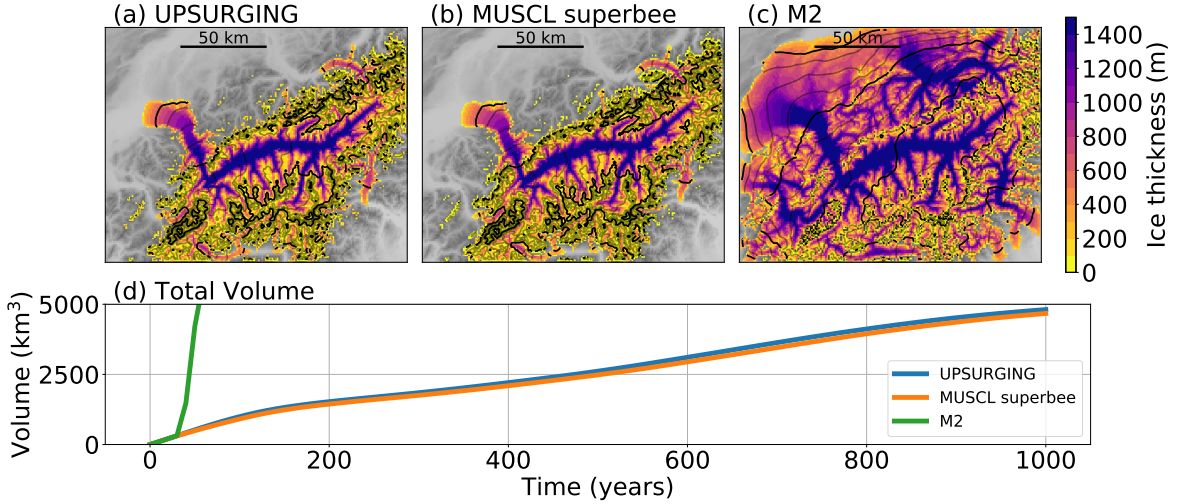 (a) UPSURGING
(b) MUSCL superbee
(c) M2
50 km
50 km
50 km
1400
1200
1000
800
600
400
200
0
Ice thickness (m)
(d) Total Volume
5000
2500
0
Volume (km³)
UPSURGING
MUSCL superbee
M2
0
200
400
600
800
1000
Time (years)